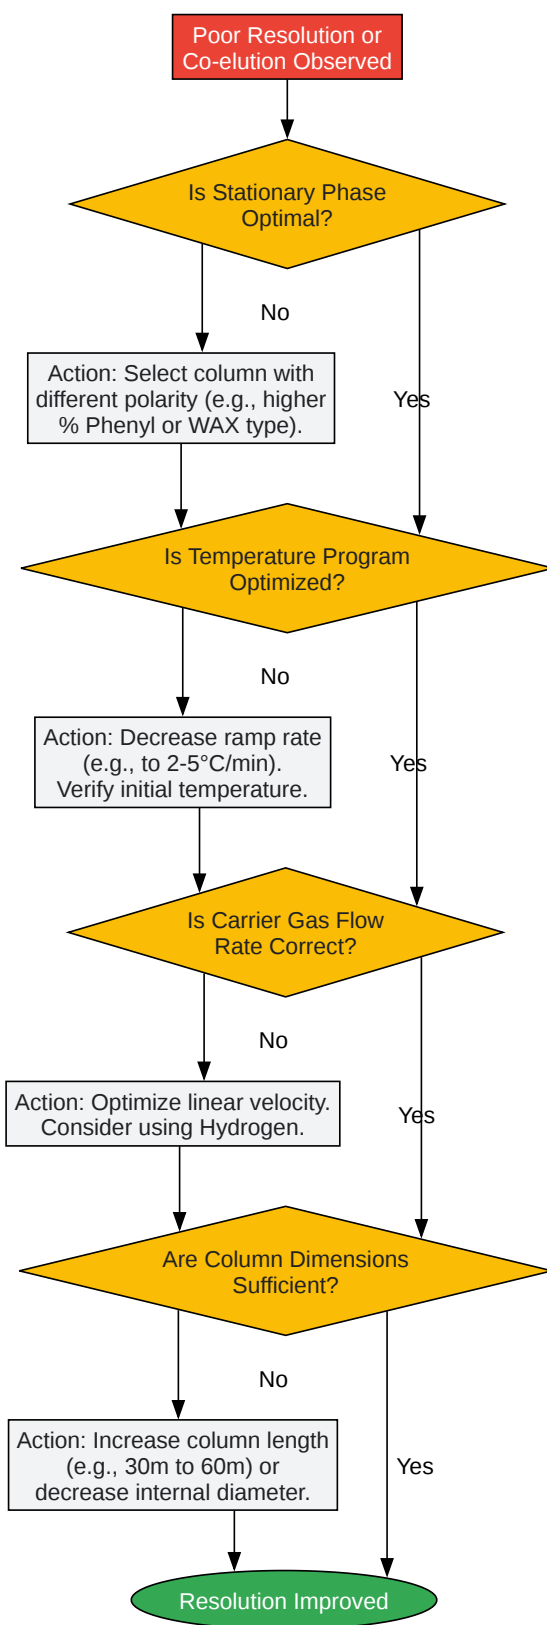 Poor Resolution or
Co-elution Observed
Is Stationary Phase
Optimal?
No
Action: Select column with
different polarity (e.g., higher
% Phenyl or WAX type).
Yes
Is Temperature Program
Optimized?
No
Action: Decrease ramp rate
(e.g., to 2-5°C/min).
Verify initial temperature.
Yes
Is Carrier Gas Flow
Rate Correct?
No
Action: Optimize linear velocity.
Consider using Hydrogen.
Yes
Are Column Dimensions
Sufficient?
No
Action: Increase column length
(e.g., 30m to 60m) or
decrease internal diameter.
Yes
Resolution Improved